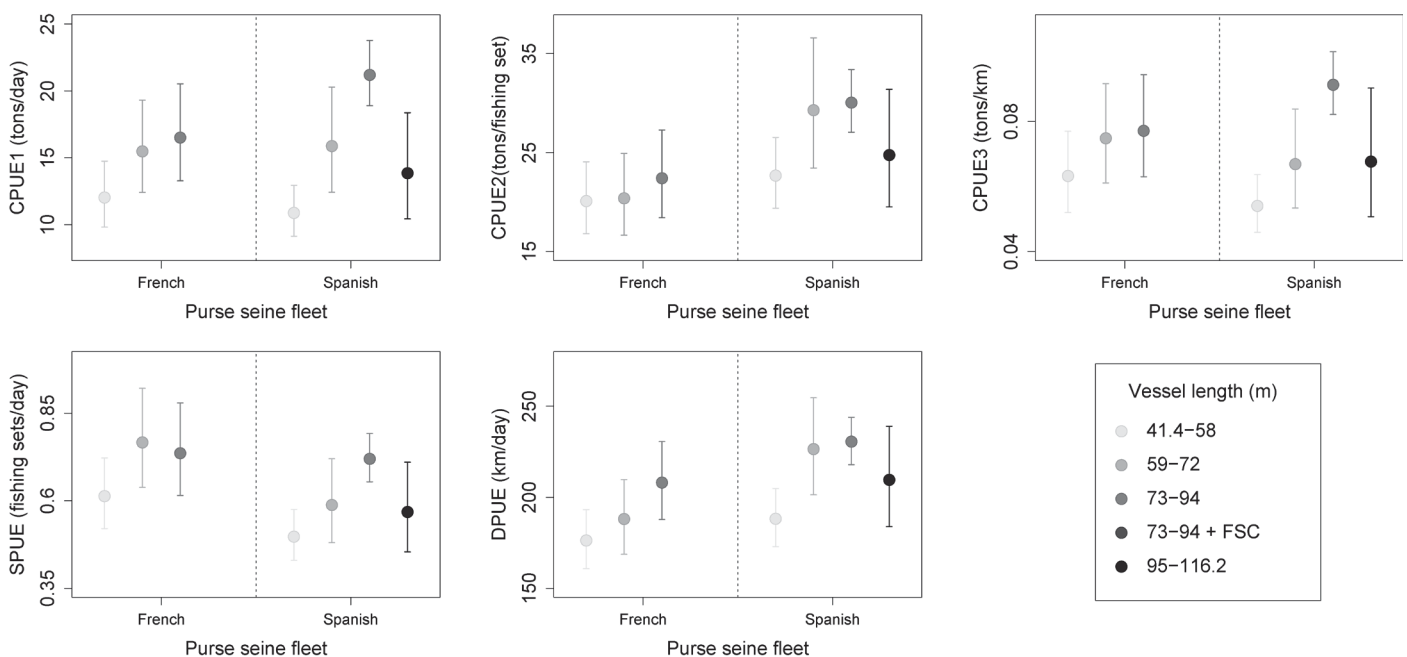 CPUE1 (tons/day)
25
20
15
10
French
Spanish
Purse seine fleet
CPUE2(tons/fishing set)
35
25
15
French
Spanish
Purse seine fleet
CPUE3 (tons/km)
0.08
0.04
French
Spanish
Purse seine fleet
SPUE (fishing sets/day)
0.85
0.6
0.35
French
Spanish
Purse seine fleet
DPUE (km/day)
250
200
150
French
Spanish
Purse seine fleet
Vessel length (m)
41.4−58
59−72
73−94
73−94 + FSC
95−116.2